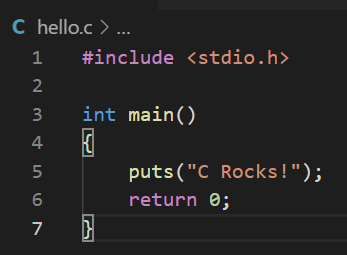 C hello.c > ...
1 #include <stdio.h>
2
3 int main()
4 {
5     puts("C Rocks!");
6     return 0;
7 }